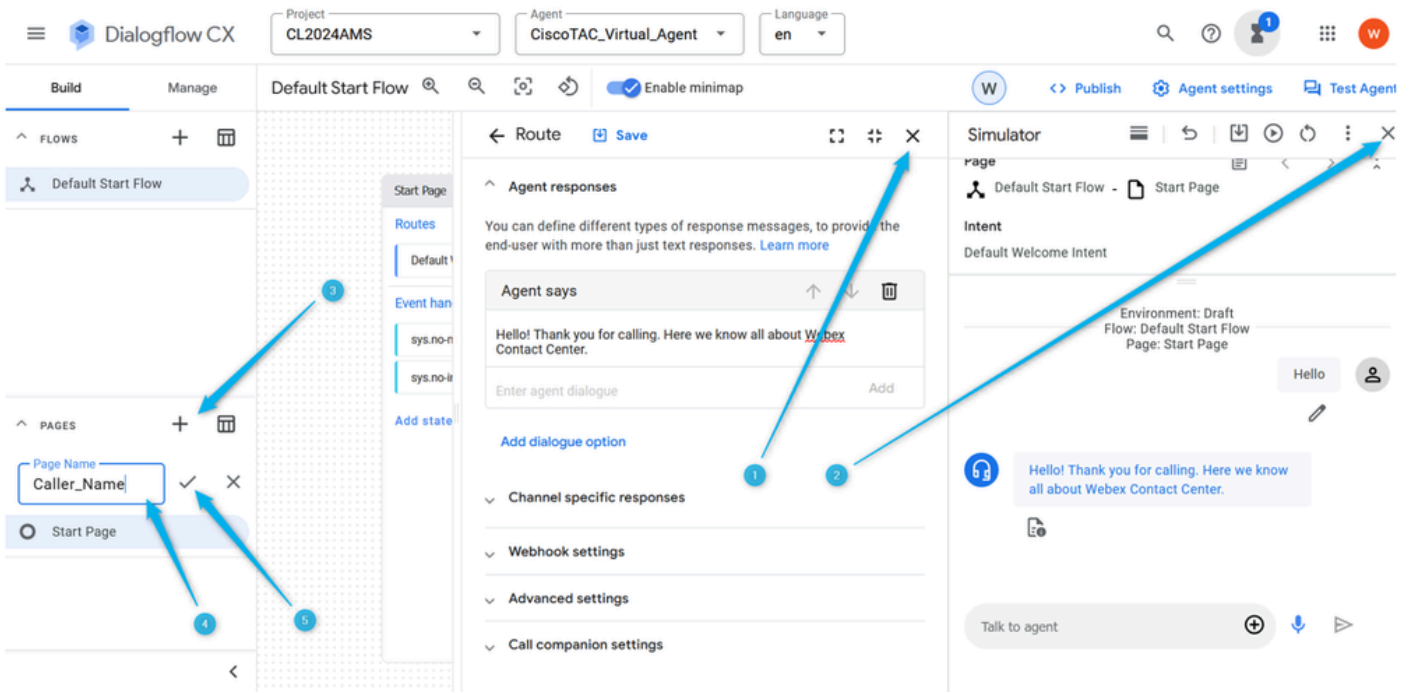 Dialogflow CX
Project
CL2024AMS
Agent
CiscoTAC_Virtual_Agent
Language
en
1
W
Build
Manage
Default Start Flow
Enable minimap
W
Publish
Agent settings
Test Agent
FLOWS
Default Start Flow
PAGES
Page Name
Caller_Name
Start Page
Start Page
Routes
Default
Event han
sys.no-
sys.no-
Add state
Route
Save
Agent responses
You can define different types of response messages, to provide the
end-user with more than just text responses. Learn more
Agent says
Hello! Thank you for calling. Here we know all about Webex
Contact Center.
Enter agent dialogue
Add
Add dialogue option
Channel specific responses
Webhook settings
Advanced settings
Call companion settings
Simulator
Page
Default Start Flow - Start Page
Intent
Default Welcome Intent
Environment: Draft
Flow: Default Start Flow
Page: Start Page
Hello
Hello! Thank you for calling. Here we know
all about Webex Contact Center.
Talk to agent
1
2
3
4
5